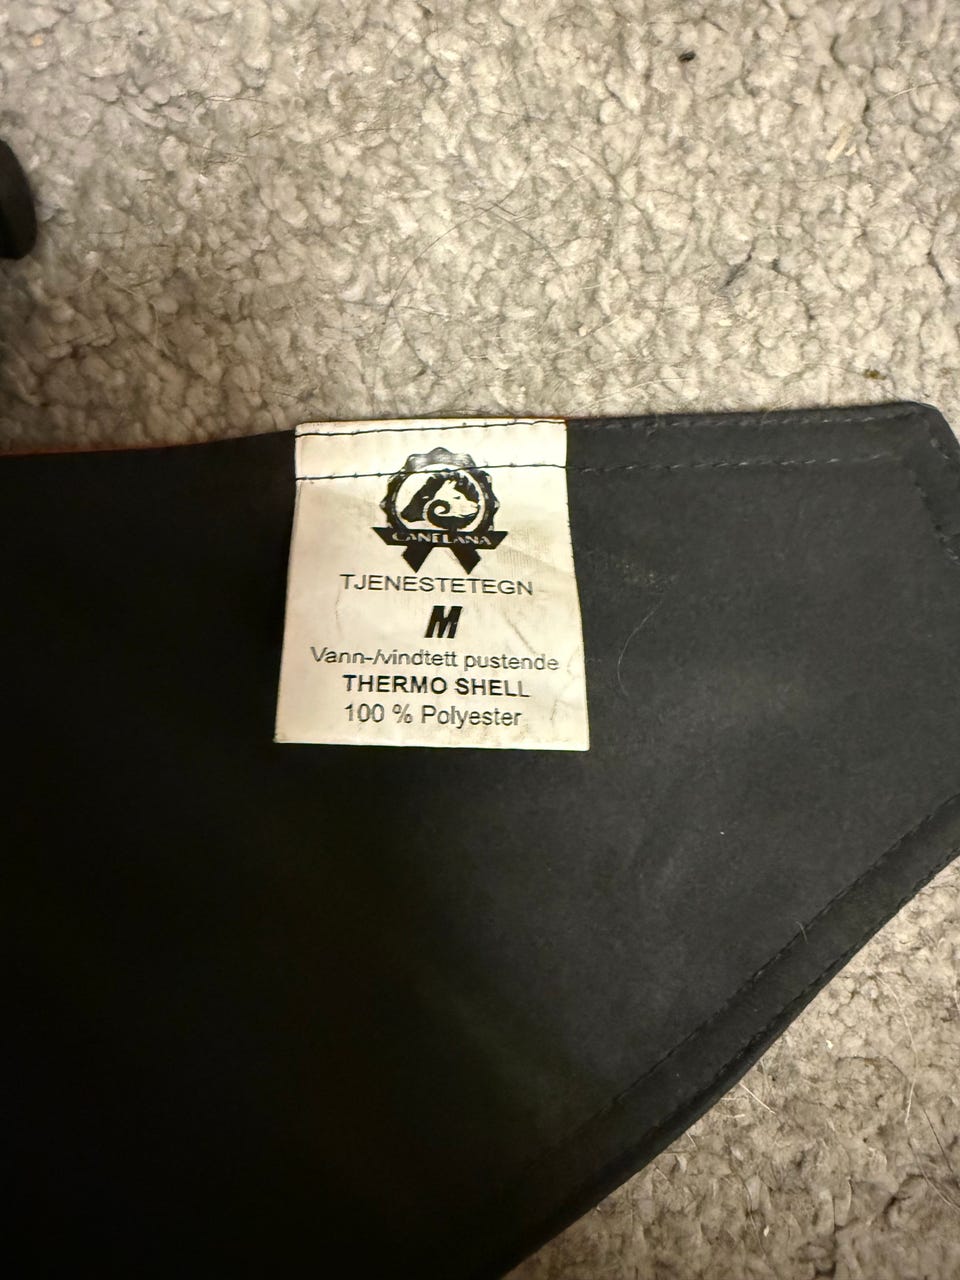 CANELANA
TJENESTETEGN
M
Vann-/vindtett pustende
THERMO SHELL
100 % Polyester